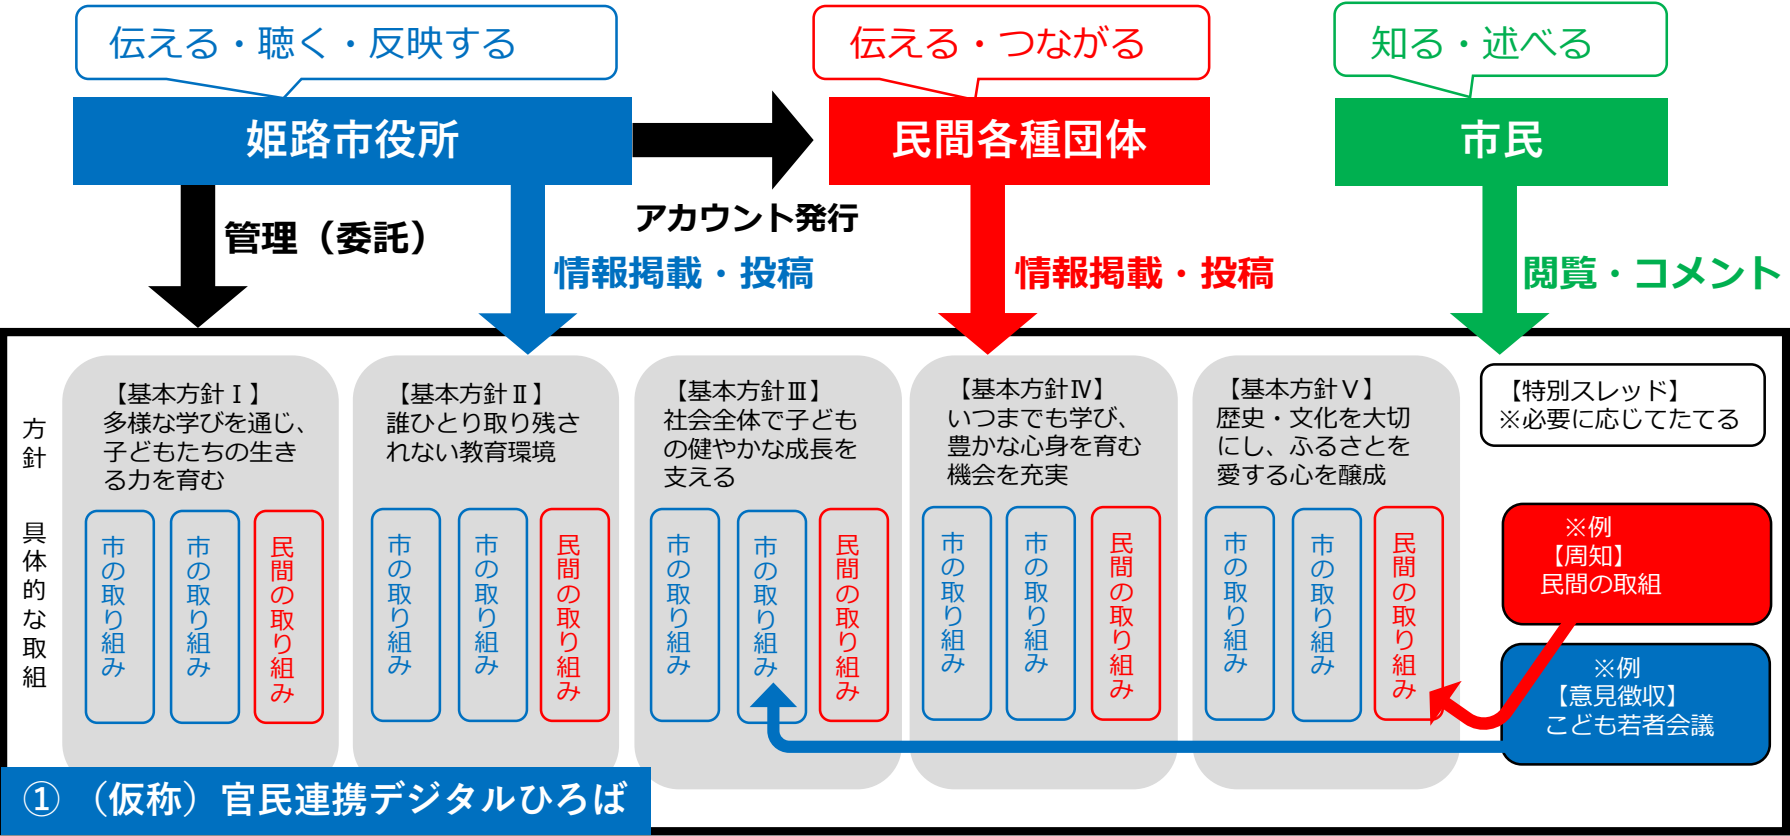 伝える・聴く・反映する
伝える・つながる
知る・述べる
姫路市役所
民間各種団体
市民
アカウント発行
管理（委託）
情報掲載・投稿
情報掲載・投稿
閲覧・コメント
方針
【基本方針Ⅰ】
多様な学びを通じ、
子どもたちの生き
る力を育む
【基本方針Ⅱ】
誰ひとり取り残さ
れない教育環境
【基本方針Ⅲ】
社会全体で子ども
の健やかな成長を
支える
【基本方針Ⅳ】
いつまでも学び、
豊かな心身を育む
機会を充実
【基本方針Ⅴ】
歴史・文化を大切
にし、ふるさとを
愛する心を醸成
【特別スレッド】
※必要に応じてたてる
具体的な取組
市の取り組み
市の取り組み
民間の取り組み
市の取り組み
市の取り組み
民間の取り組み
市の取り組み
市の取り組み
民間の取り組み
市の取り組み
市の取り組み
民間の取り組み
市の取り組み
市の取り組み
民間の取り組み
※例
【周知】
民間の取組
※例
【意見徴収】
こども若者会議
① （仮称）官民連携デジタルひろば